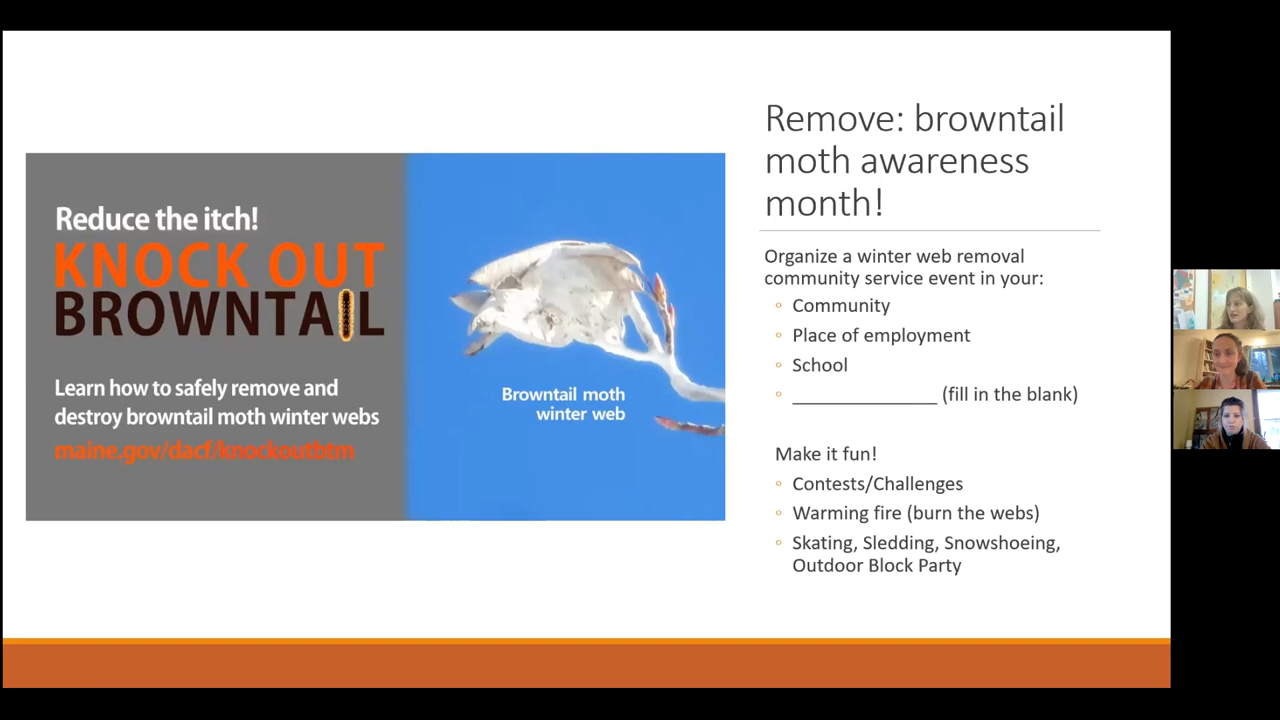 Reduce the itch!
KNOCK OUT
BROWNTAIL
Learn how to safely remove and
destroy browntail moth winter webs
maine.gov/dacf/knockoutbtm
Browntail moth
winter web
Remove: browntail
moth awareness
month!
Organize a winter web removal
community service event in your:
◦ Community
◦ Place of employment
◦ School
◦ ______________ (fill in the blank)
Make it fun!
◦ Contests/Challenges
◦ Warming fire (burn the webs)
◦ Skating, Sledding, Snowshoeing,
Outdoor Block Party